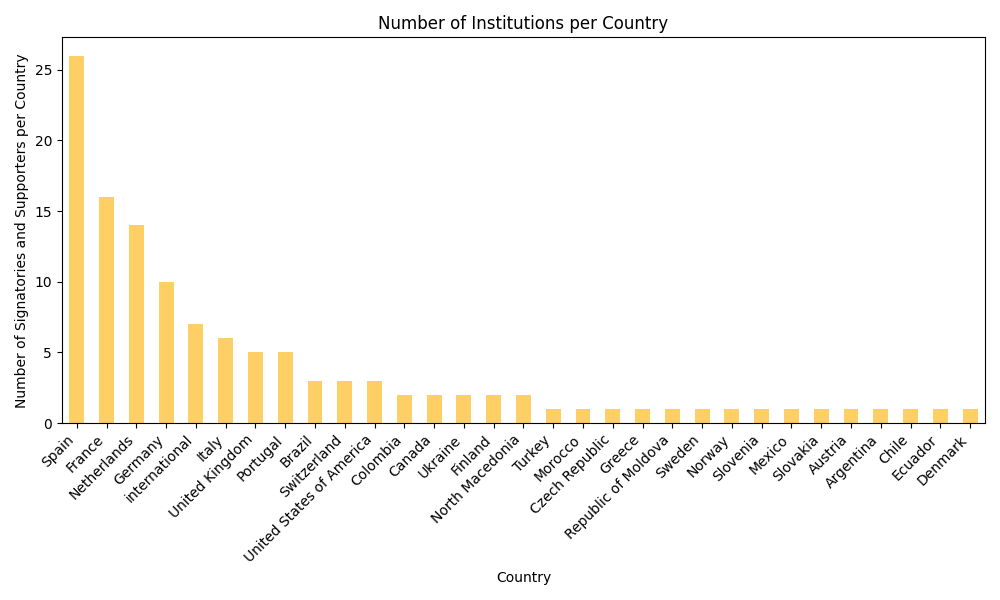 Number of Institutions per Country
Number of Signatories and Supporters per Country
25
20
15
10
5
0
Spain
France
Netherlands
Germany
international
Italy
United Kingdom
Portugal
Brazil
Switzerland
United States of America
Colombia
Canada
Ukraine
Finland
North Macedonia
Turkey
Morocco
Czech Republic
Greece
Republic of Moldova
Sweden
Norway
Slovenia
Mexico
Slovakia
Austria
Argentina
Chile
Ecuador
Denmark
Country